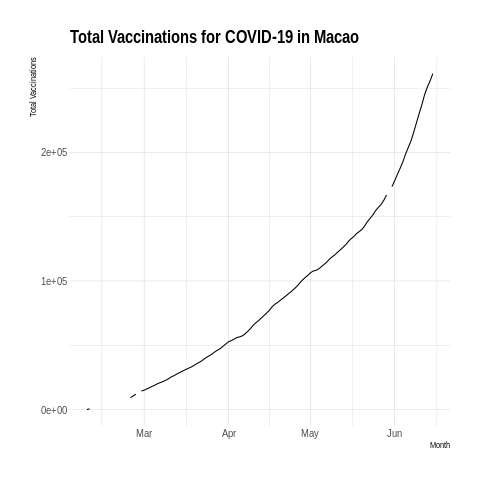 Total Vaccinations for COVID-19 in Macao
Total Vaccinations
2e+05
1e+05
0e+00
Mar Apr May Jun
Month